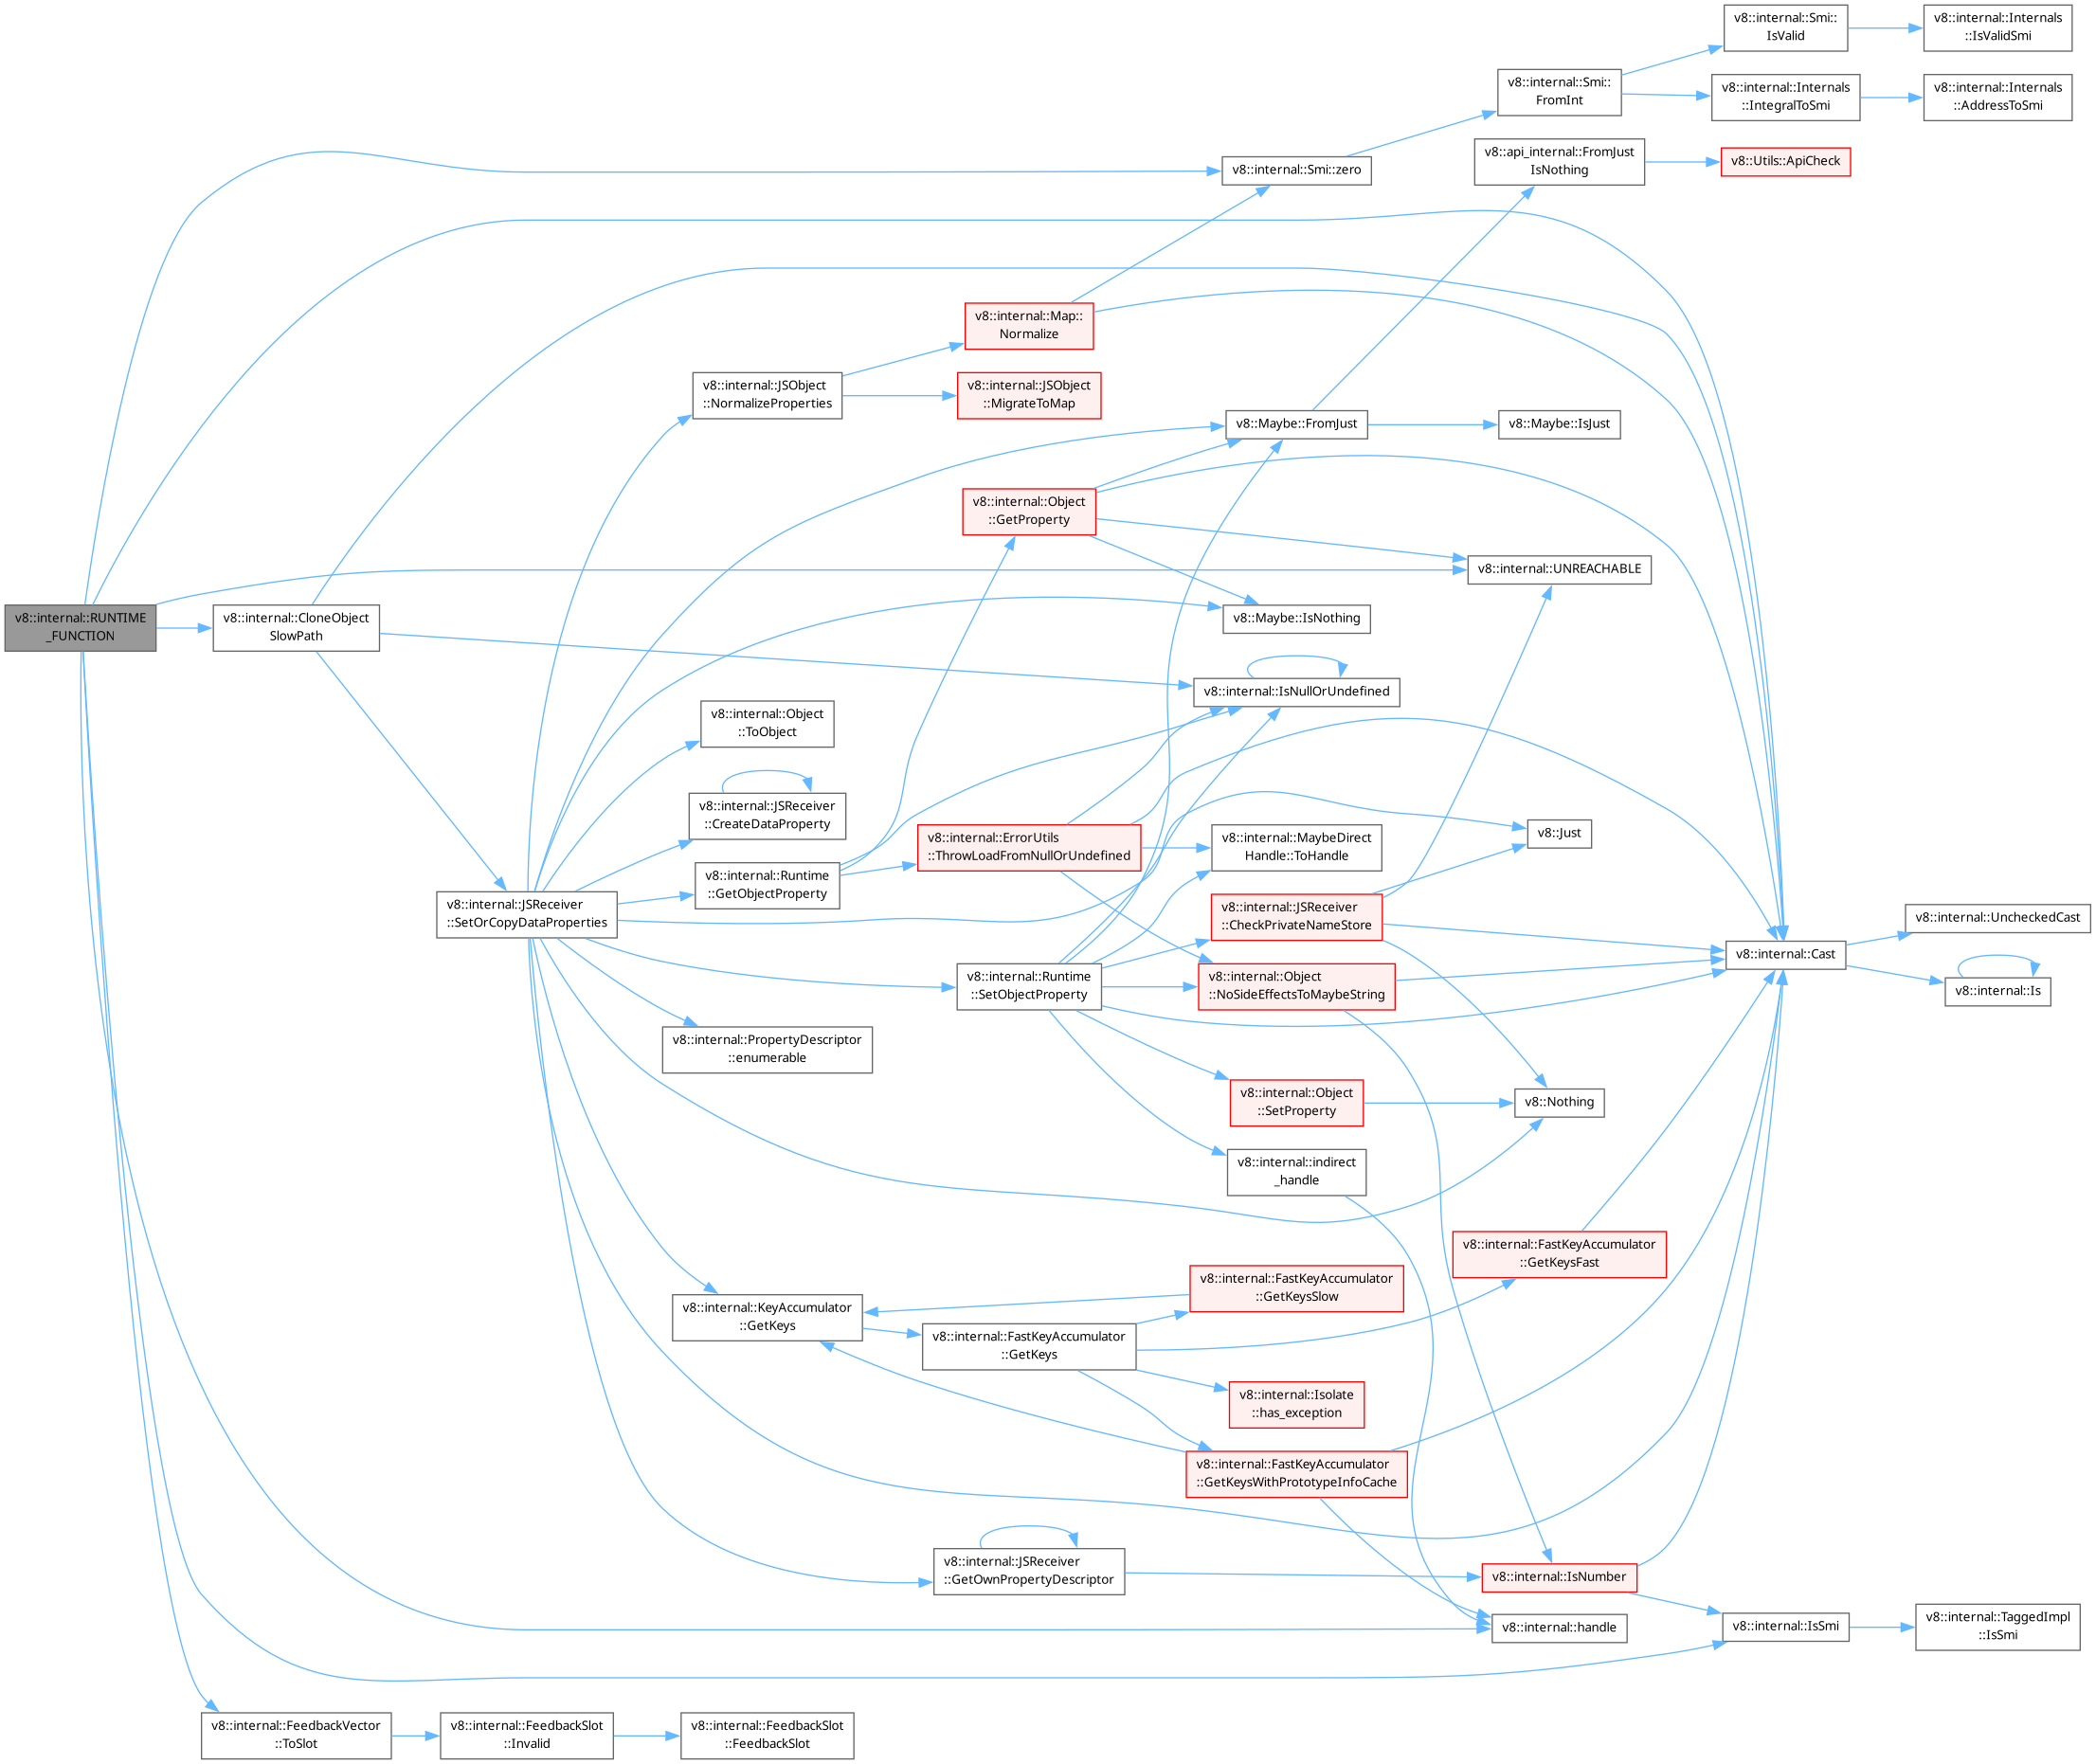 v8::internal::RUNTIME
_FUNCTION
v8::internal::CloneObject
SlowPath
v8::internal::FeedbackVector
::ToSlot
v8::internal::JSReceiver
::SetOrCopyDataProperties
v8::internal::FeedbackSlot
::Invalid
v8::internal::JSObject
::NormalizeProperties
v8::internal::Object
::ToObject
v8::internal::JSReceiver
::CreateDataProperty
v8::internal::Runtime
::GetObjectProperty
v8::internal::PropertyDescriptor
::enumerable
v8::internal::KeyAccumulator
::GetKeys
v8::internal::FeedbackSlot
::FeedbackSlot
v8::internal::Map::
Normalize
v8::internal::JSObject
::MigrateToMap
v8::internal::Object
::GetProperty
v8::internal::ErrorUtils
::ThrowLoadFromNullOrUndefined
v8::internal::Runtime
::SetObjectProperty
v8::internal::FastKeyAccumulator
::GetKeys
v8::internal::JSReceiver
::GetOwnPropertyDescriptor
v8::internal::Smi::zero
v8::Maybe::FromJust
v8::Maybe::IsNothing
v8::internal::IsNullOrUndefined
v8::internal::MaybeDirect
Handle::ToHandle
v8::internal::JSReceiver
::CheckPrivateNameStore
v8::internal::Object
::NoSideEffectsToMaybeString
v8::internal::Object
::SetProperty
v8::internal::indirect
_handle
v8::internal::FastKeyAccumulator
::GetKeysSlow
v8::internal::Isolate
::has_exception
v8::internal::FastKeyAccumulator
::GetKeysWithPrototypeInfoCache
v8::internal::Smi::
FromInt
v8::api_internal::FromJust
IsNothing
v8::Maybe::IsJust
v8::internal::UNREACHABLE
v8::Just
v8::Nothing
v8::internal::FastKeyAccumulator
::GetKeysFast
v8::internal::IsNumber
v8::internal::handle
v8::internal::Smi::
IsValid
v8::internal::Internals
::IntegralToSmi
v8::Utils::ApiCheck
v8::internal::Cast
v8::internal::IsSmi
v8::internal::Internals
::IsValidSmi
v8::internal::Internals
::AddressToSmi
v8::internal::UncheckedCast
v8::internal::Is
v8::internal::TaggedImpl
::IsSmi